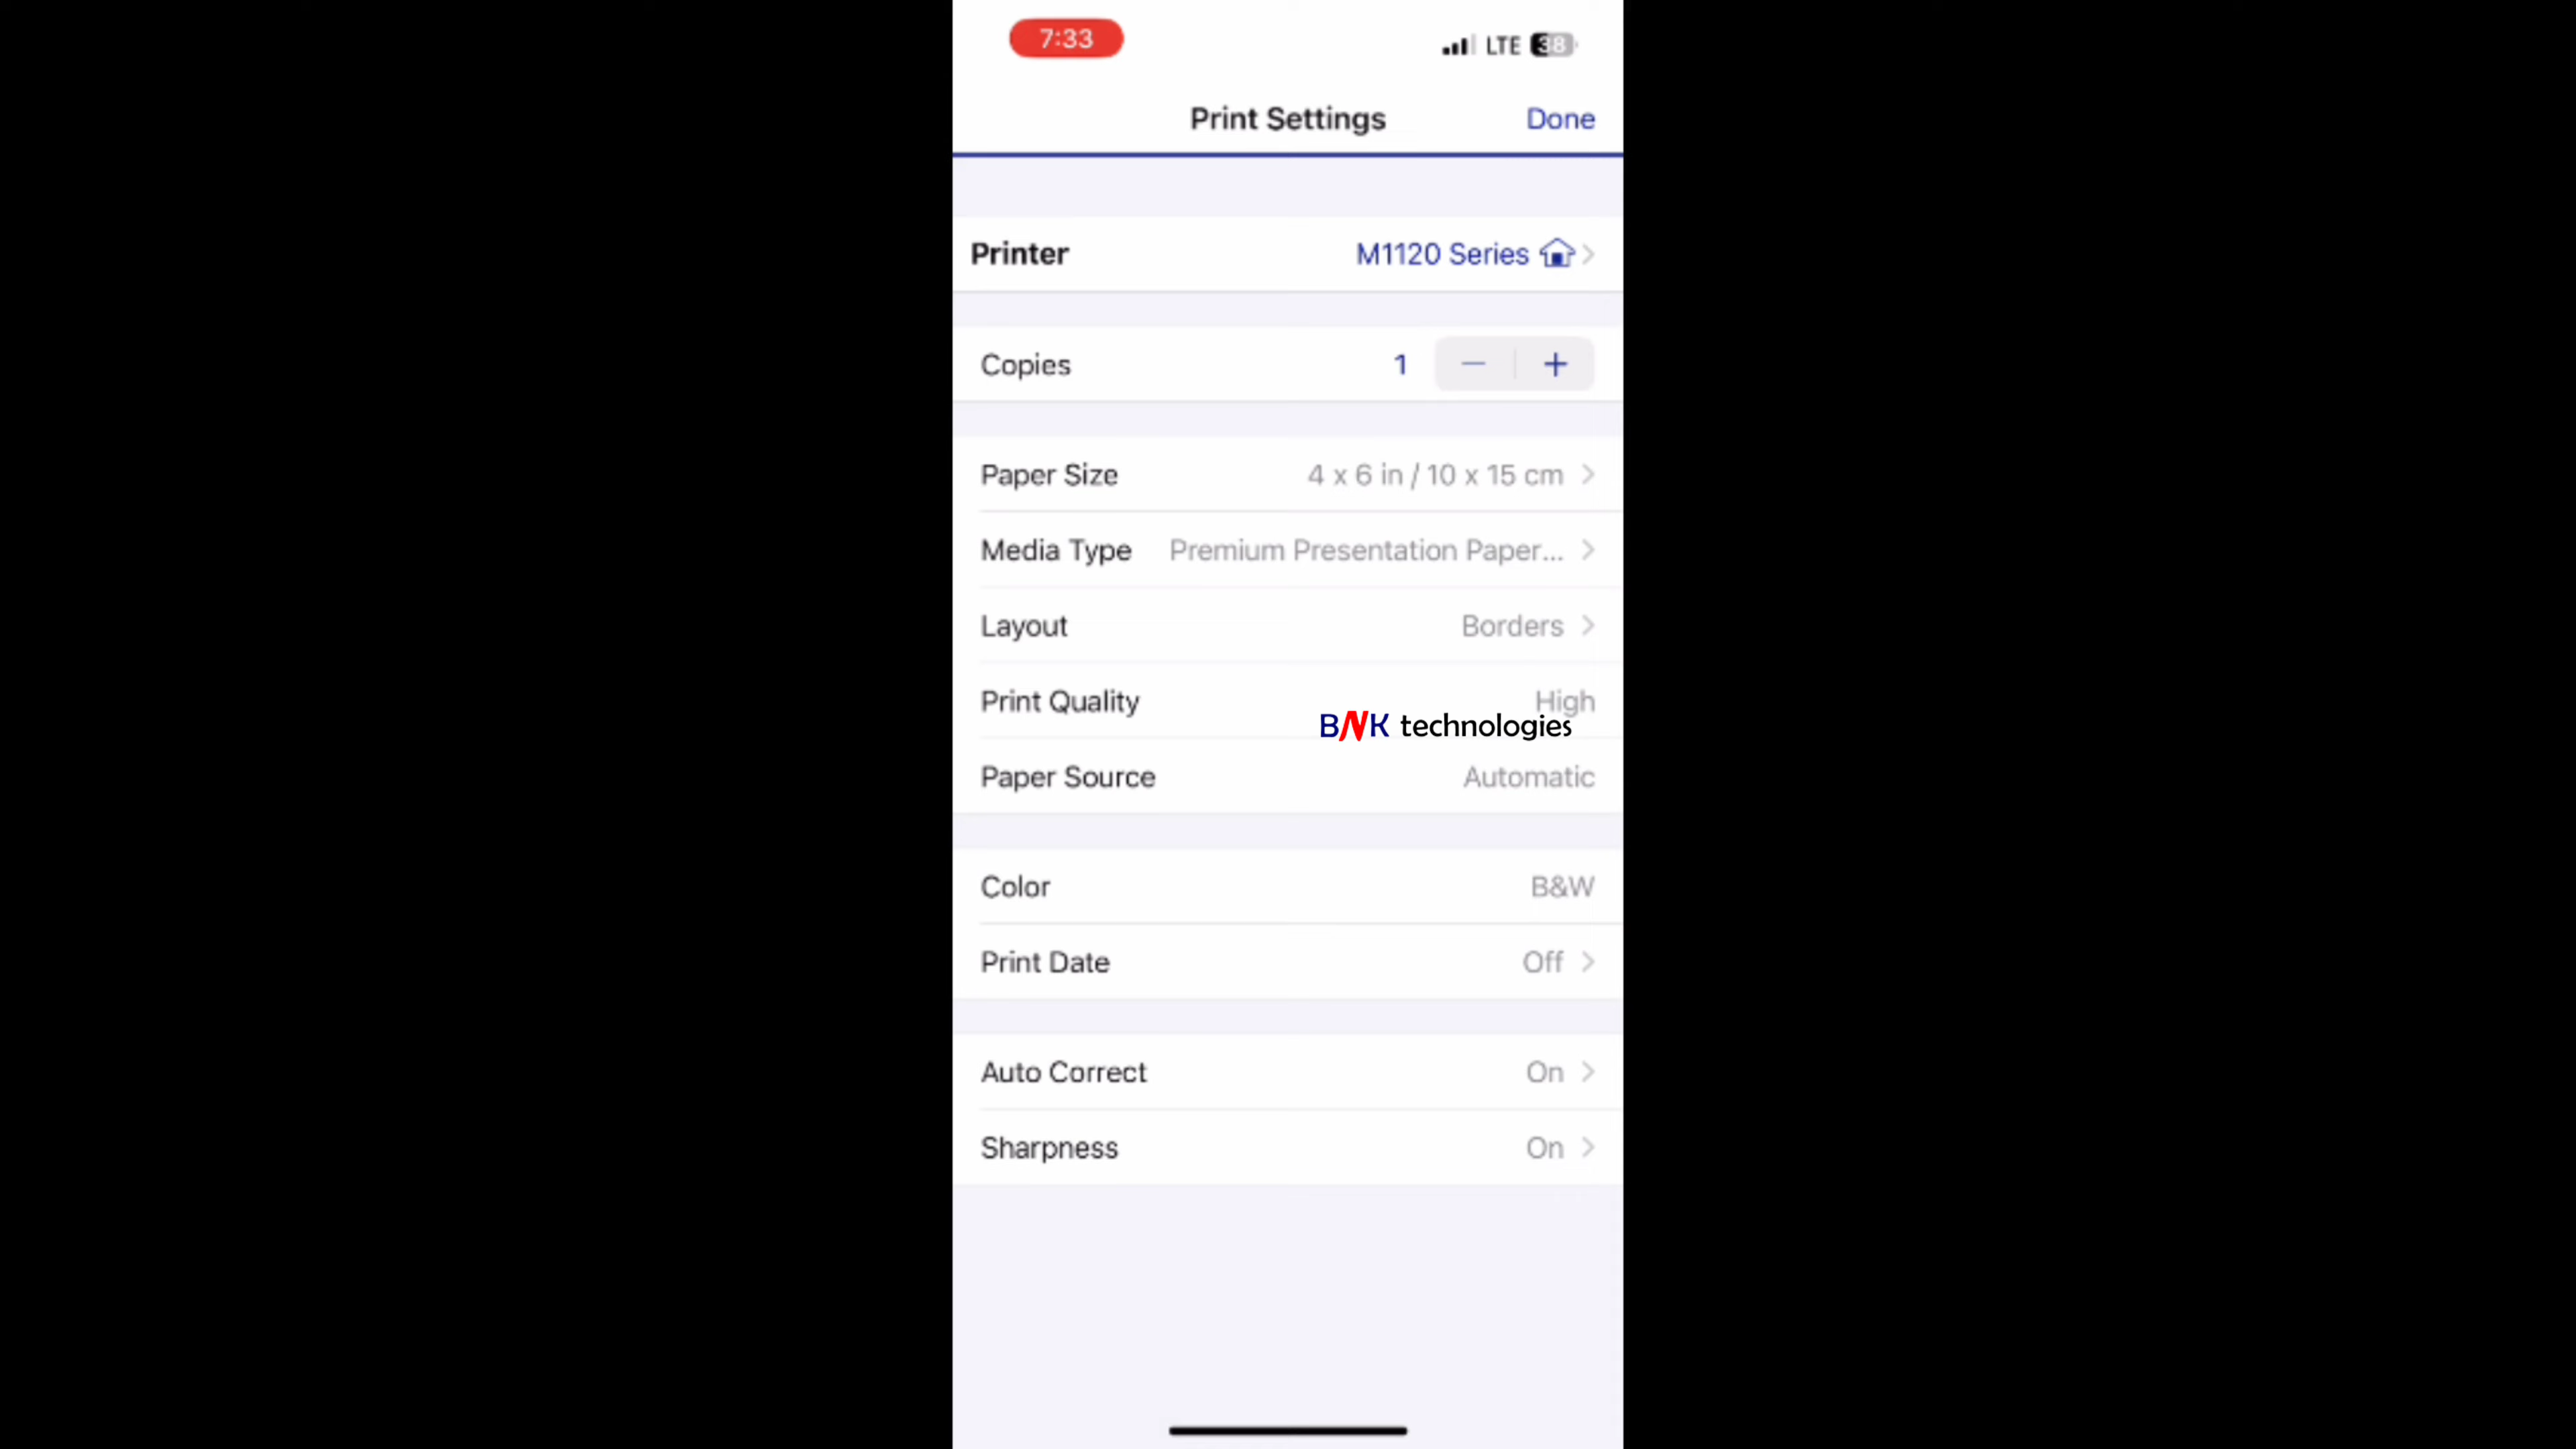 7:33
LTE 38
Print Settings
Done
Printer M1120 Series
Copies 1 − +
Paper Size 4 x 6 in / 10 x 15 cm
Media Type Premium Presentation Paper...
Layout Borders
Print Quality High
BNK technologies
Paper Source Automatic
Color B&W
Print Date Off
Auto Correct On
Sharpness On